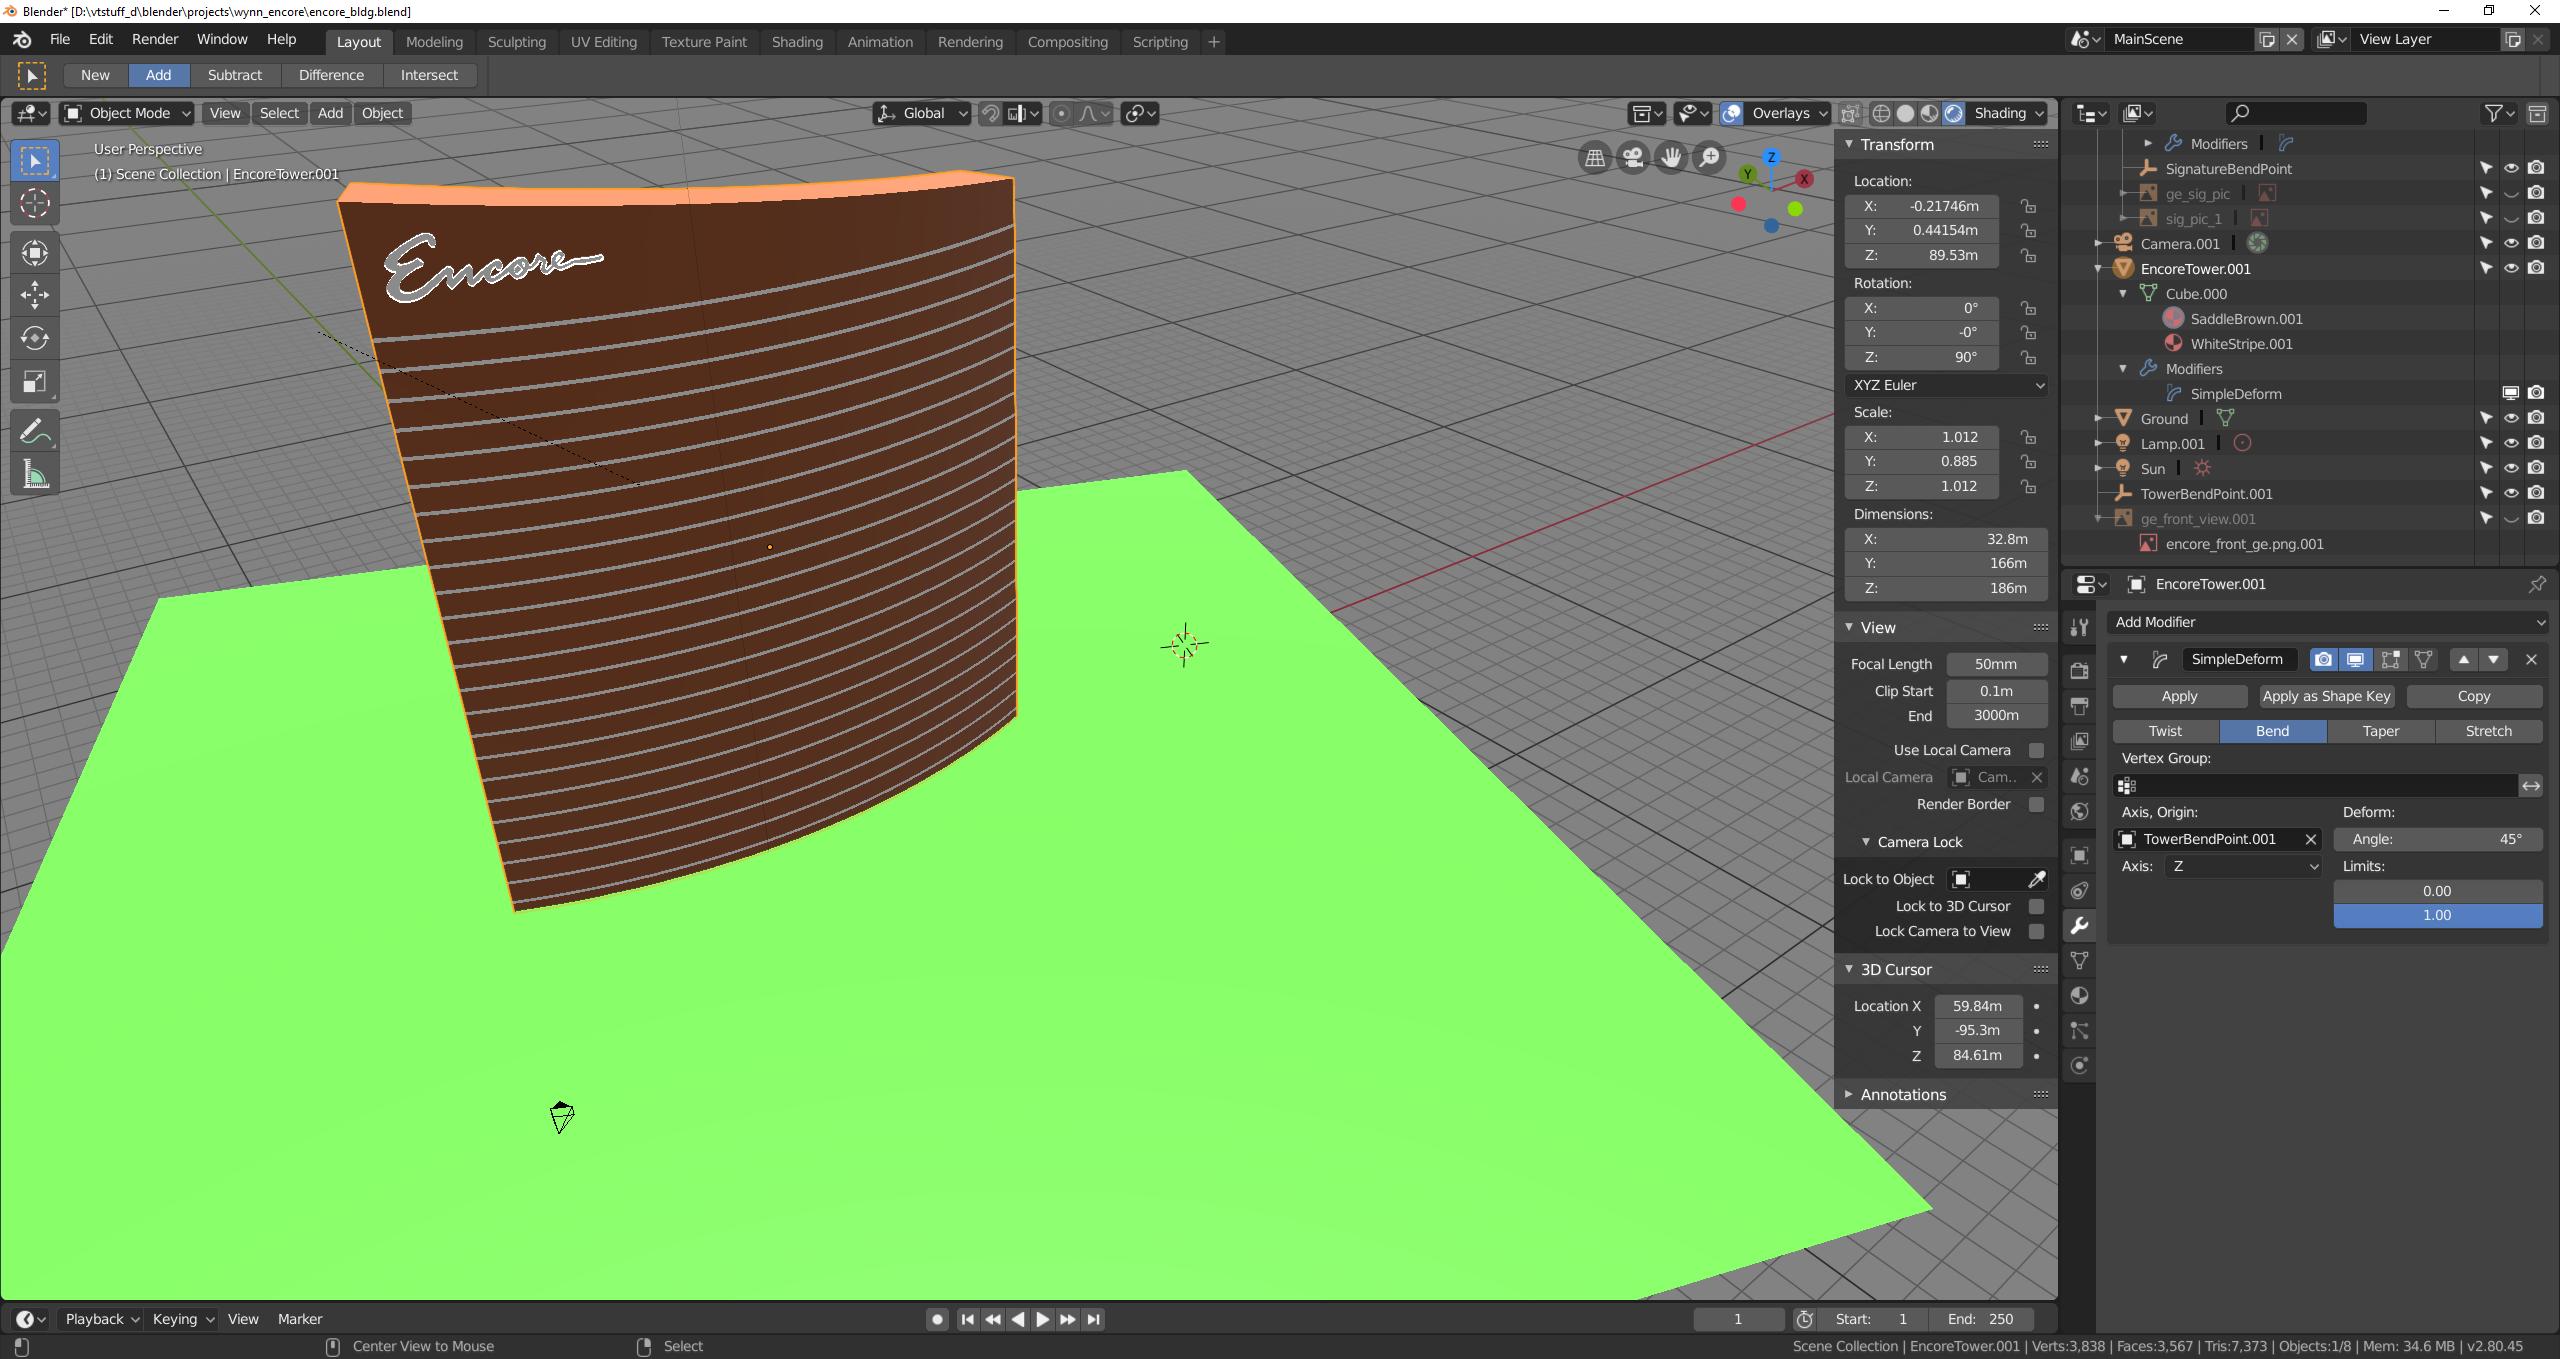 Blender* [D:\vtstuff_d\blender\projects\wynn_encore\encore_bldg.blend]
File Edit Render Window Help Layout Modeling Sculpting UV Editing Texture Paint Shading Animation Rendering Compositing Scripting + MainScene View Layer
New Add Subtract Difference Intersect
Object Mode View Select Add Object Global Overlays Shading
User Perspective
(1) Scene Collection | EncoreTower.001
Encore
Z
Y
X
Transform
Location:
X: -0.21746m
Y: 0.44154m
Z: 89.53m
Rotation:
X: 0°
Y: -0°
Z: 90°
XYZ Euler
Scale:
X: 1.012
Y: 0.885
Z: 1.012
Dimensions:
X: 32.8m
Y: 166m
Z: 186m
View
Focal Length 50mm
Clip Start 0.1m
End 3000m
Use Local Camera
Local Camera Cam..
Render Border
Camera Lock
Lock to Object
Lock to 3D Cursor
Lock Camera to View
3D Cursor
Location X 59.84m
Y -95.3m
Z 84.61m
Annotations
Modifiers
SignatureBendPoint
ge_sig_pic
sig_pic_1
Camera.001
EncoreTower.001
Cube.000
SaddleBrown.001
WhiteStripe.001
Modifiers
SimpleDeform
Ground
Lamp.001
Sun
TowerBendPoint.001
ge_front_view.001
encore_front_ge.png.001
EncoreTower.001
Add Modifier
SimpleDeform
Apply Apply as Shape Key Copy
Twist Bend Taper Stretch
Vertex Group:
Axis, Origin: Deform:
TowerBendPoint.001 Angle: 45°
Axis: Z Limits:
0.00
1.00
Playback Keying View Marker 1 Start: 1 End: 250
Center View to Mouse Select Scene Collection | EncoreTower.001 | Verts:3,838 | Faces:3,567 | Tris:7,373 | Objects:1/8 | Mem: 34.6 MB | v2.80.45